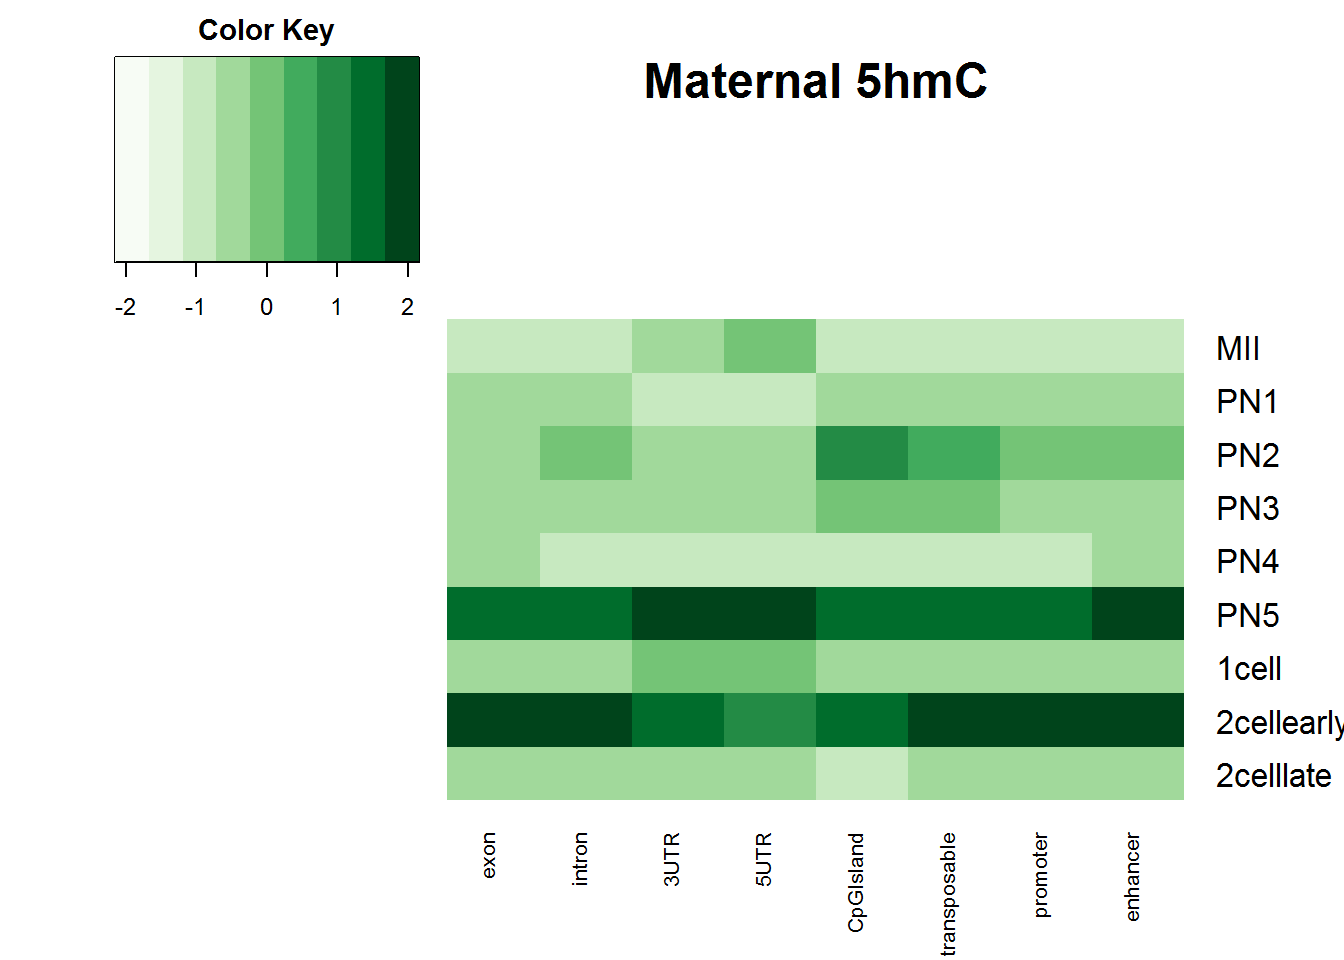 Color Key
Maternal 5hmC
-2 -1 0 1 2
MII
PN1
PN2
PN3
PN4
PN5
1cell
2cellearly
2celllate
exon
intron
3UTR
5UTR
CpGIsland
transposable
promoter
enhancer